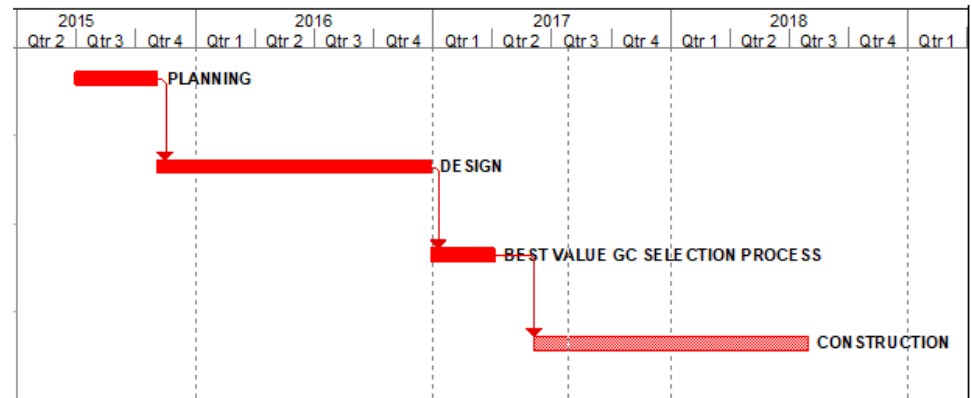 2015 2016 2017 2018
Qtr 2 Qtr 3 Qtr 4 Qtr 1 Qtr 2 Qtr 3 Qtr 4 Qtr 1 Qtr 2 Qtr 3 Qtr 4 Qtr 1 Qtr 2 Qtr 3 Qtr 4 Qtr 1
PLANNING
DESIGN
BEST VALUE GC SELECTION PROCESS
CONSTRUCTION